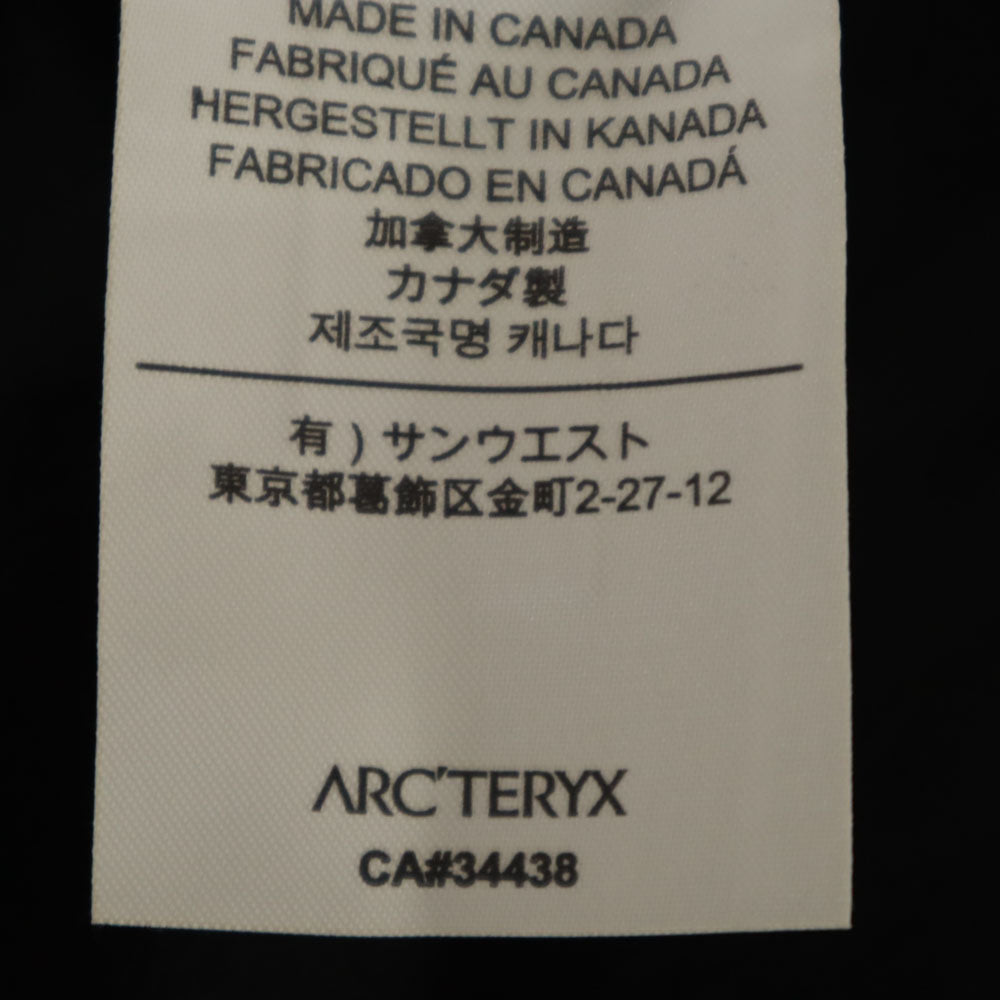 MADE IN CANADA
FABRIQUÉ AU CANADA
HERGESTELLT IN KANADA
FABRICADO EN CANADÁ
加拿大制造
カナダ製
제조국명 캐나다
有）サンウエスト
東京都葛飾区金町2-27-12
ARC'TERYX
CA#34438